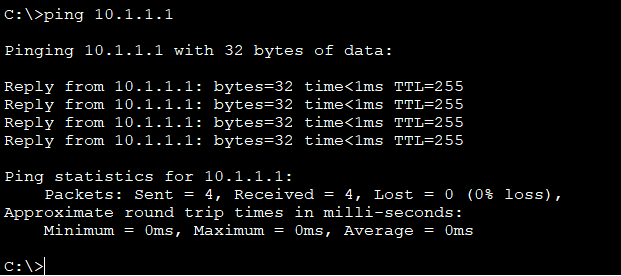 C:\>ping 10.1.1.1
Pinging 10.1.1.1 with 32 bytes of data:
Reply from 10.1.1.1: bytes=32 time<1ms TTL=255
Reply from 10.1.1.1: bytes=32 time<1ms TTL=255
Reply from 10.1.1.1: bytes=32 time<1ms TTL=255
Reply from 10.1.1.1: bytes=32 time<1ms TTL=255
Ping statistics for 10.1.1.1:
    Packets: Sent = 4, Received = 4, Lost = 0 (0% loss),
Approximate round trip times in milli-seconds:
    Minimum = 0ms, Maximum = 0ms, Average = 0ms
C:\>